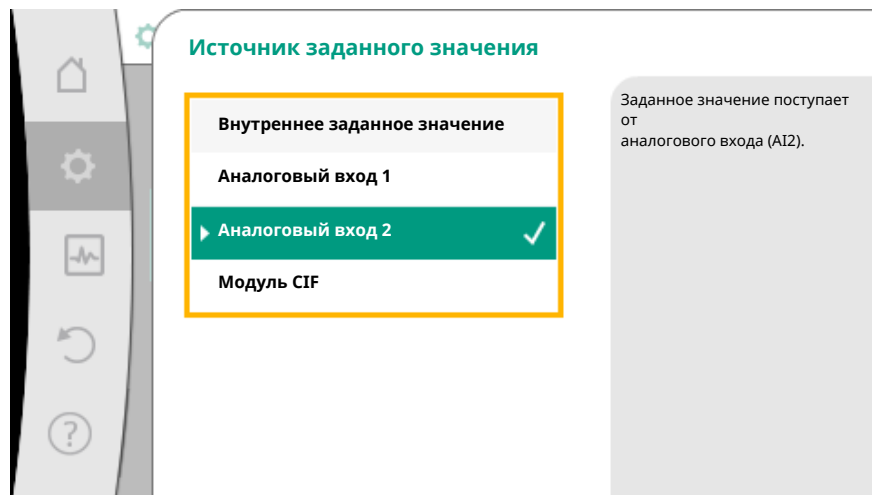 Источник заданного значения
Внутреннее заданное значение
Аналоговый вход 1
Аналоговый вход 2
Модуль CIF
Заданное значение поступает
от
аналогового входа (AI2).
?